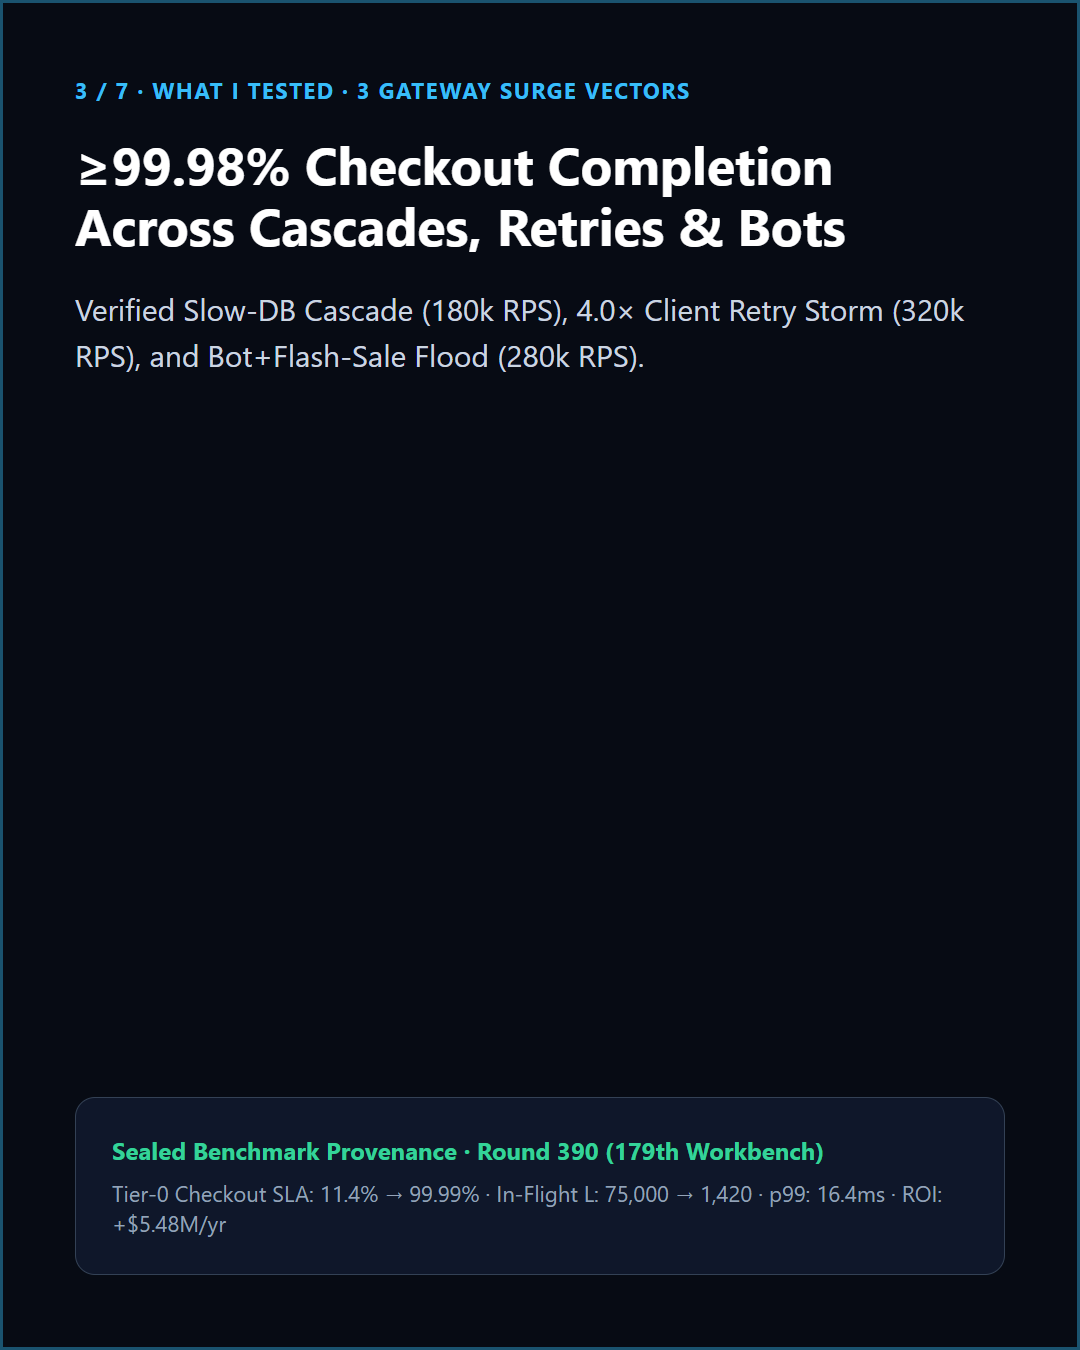 3 / 7 · WHAT I TESTED · 3 GATEWAY SURGE VECTORS
≥99.98% Checkout Completion
Across Cascades, Retries & Bots
Verified Slow-DB Cascade (180k RPS), 4.0× Client Retry Storm (320k
RPS), and Bot+Flash-Sale Flood (280k RPS).
Sealed Benchmark Provenance · Round 390 (179th Workbench)
Tier-0 Checkout SLA: 11.4% → 99.99% · In-Flight L: 75,000 → 1,420 · p99: 16.4ms · ROI:
+$5.48M/yr